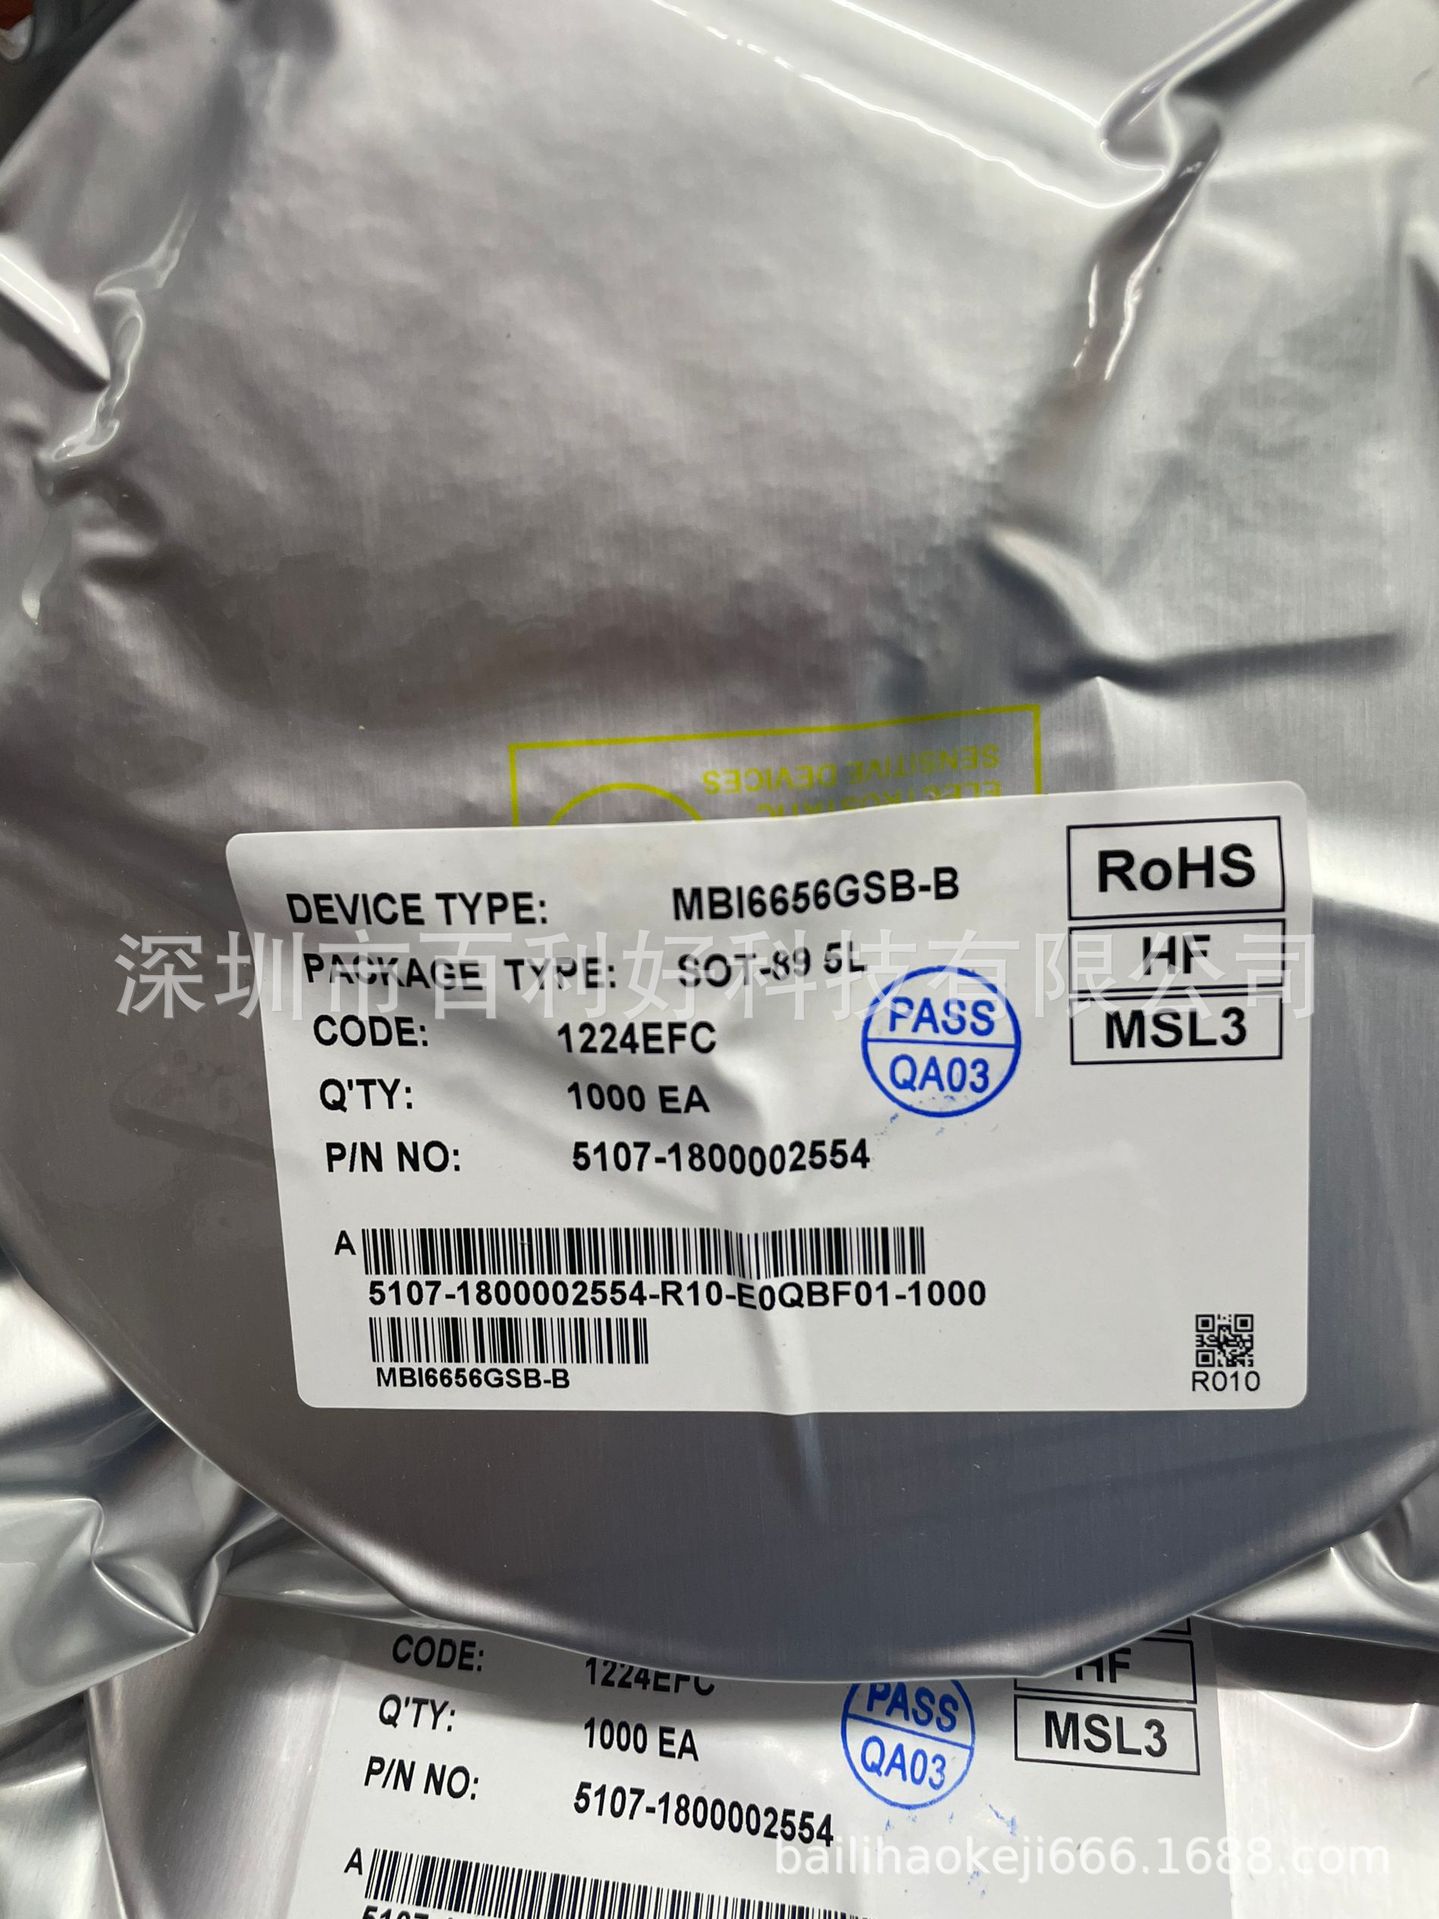 SENSITIVE DEVICES
ELECTROSTATIC
DEVICE TYPE: MBI6656GSB-B
RoHS
深圳市百利好科技有限公司
PACKAGE TYPE: SOT-89 5L
HF
CODE: 1224EFC
PASS
MSL3
Q'TY: 1000 EA
QA03
P/N NO: 5107-1800002554
A
5107-1800002554-R10-E0QBF01-1000
MBI6656GSB-B
R010
CODE: 1224EFC
HF
Q'TY: 1000 EA
PASS
MSL3
QA03
P/N NO: 5107-1800002554
bailihaokeji666.1688.com
A